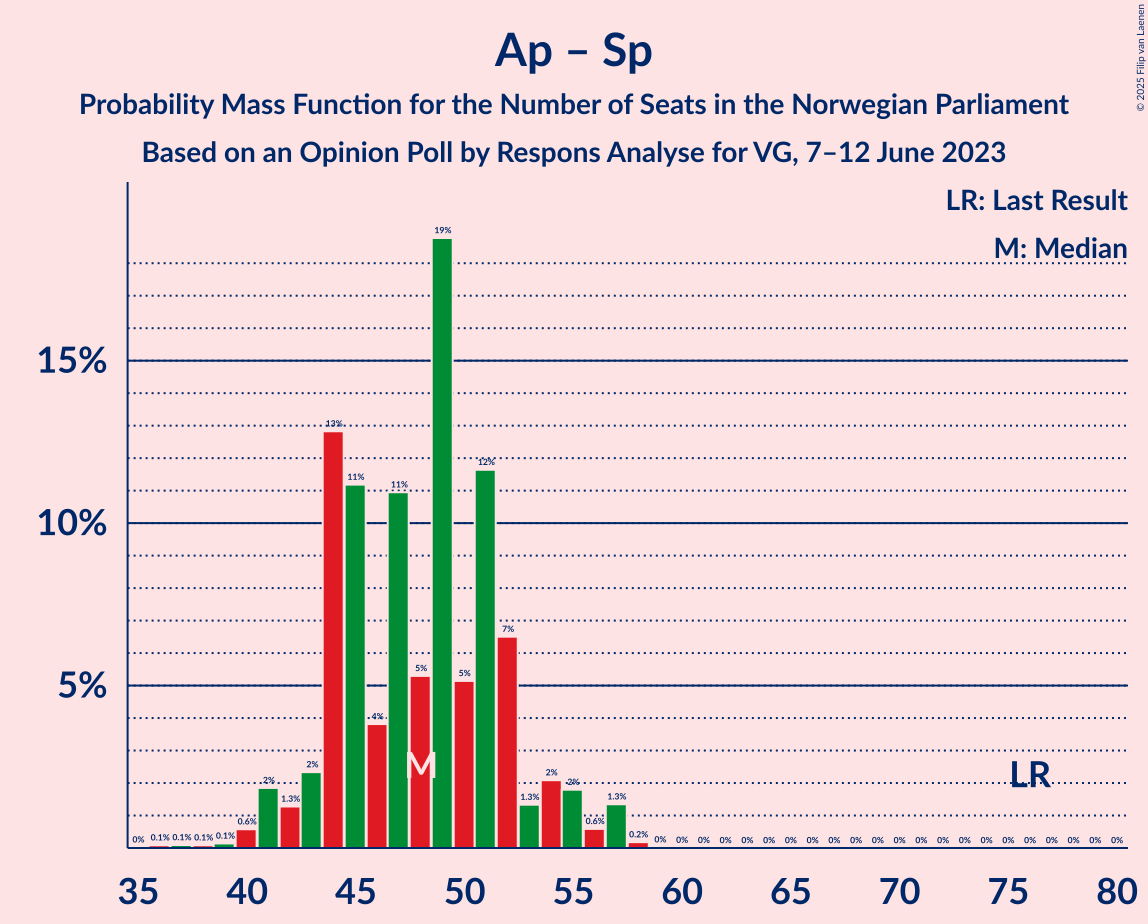 Ap – Sp
Probability Mass Function for the Number of Seats in the Norwegian Parliament
Based on an Opinion Poll by Respons Analyse for VG, 7–12 June 2023
© 2025 Filip van Laenen
LR: Last Result
M: Median
15%
10%
5%
0% 0.1% 0.1% 0.1% 0.1% 0.6% 2% 1.3% 2% 13% 11% 4% 11% 5% 19% 5% 12% 7% 1.3% 2% 2% 0.6% 1.3% 0.2% 0% 0% 0% 0% 0% 0% 0% 0% 0% 0% 0% 0% 0% 0% 0% 0% 0% 0% 0% 0% 0% 0%
M
LR
35 40 45 50 55 60 65 70 75 80